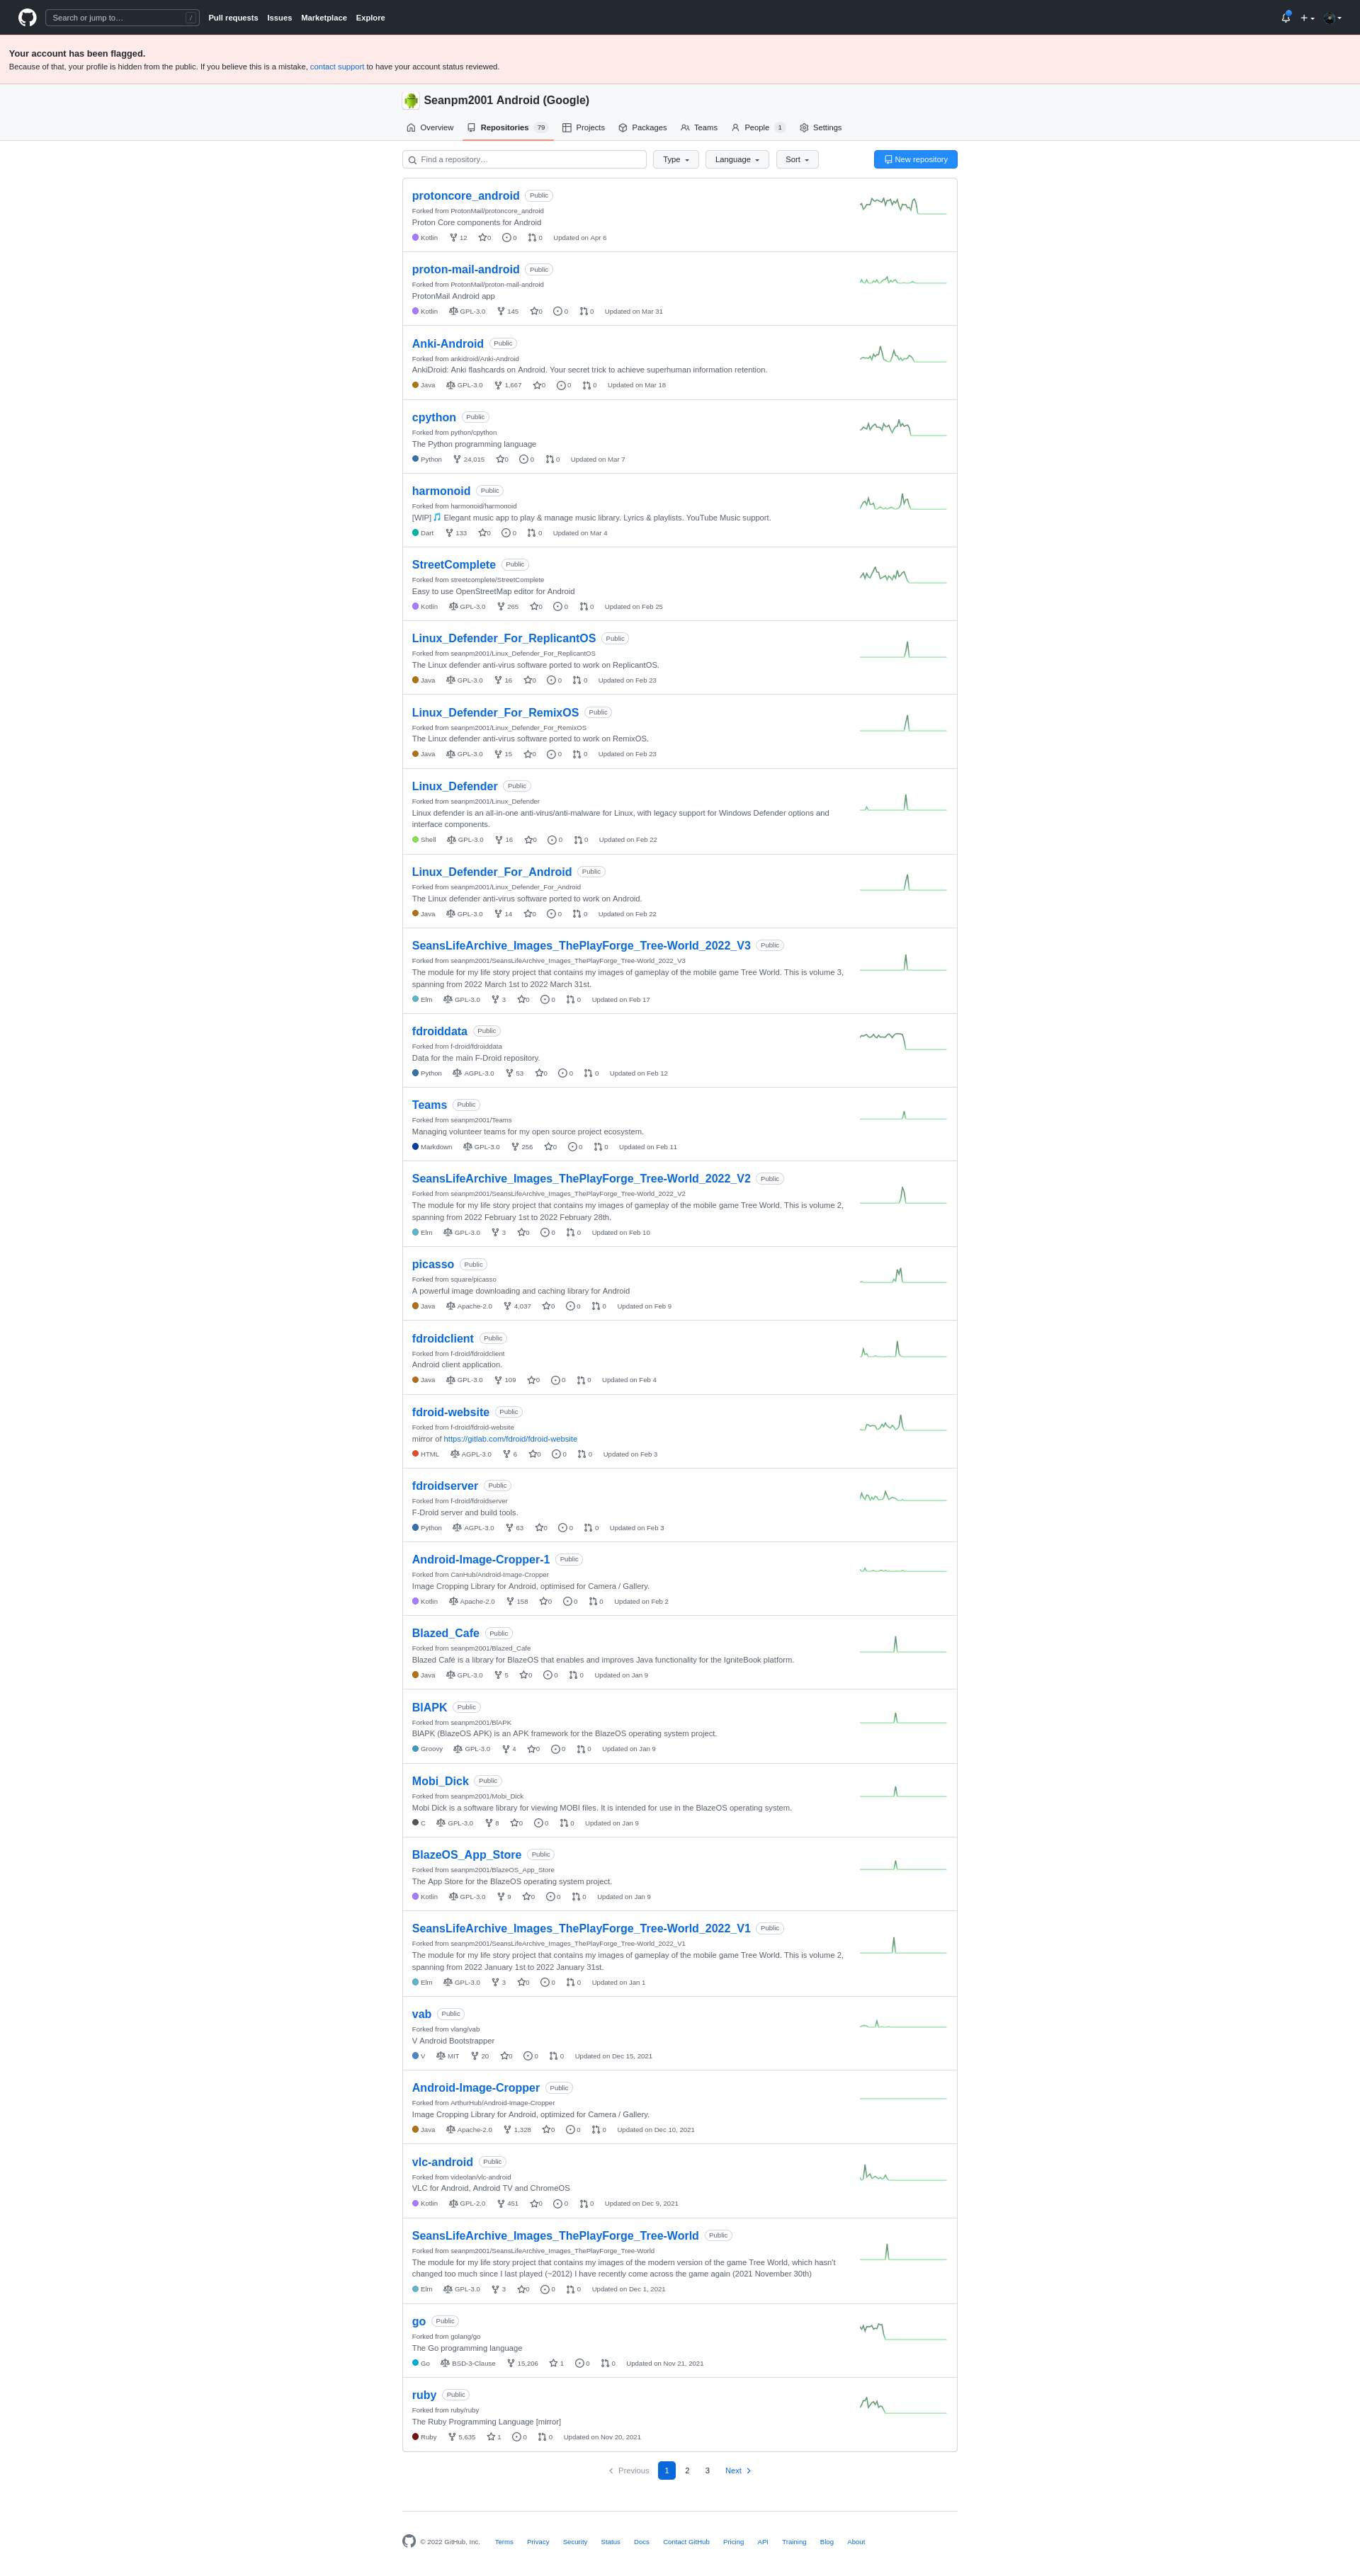 Search or jump to… / Pull requests Issues Marketplace Explore
Your account has been flagged.
Because of that, your profile is hidden from the public. If you believe this is a mistake, contact support to have your account status reviewed.
Seanpm2001 Android (Google)
Overview Repositories 79 Projects Packages Teams People 1 Settings
Find a repository… Type Language Sort New repository
protoncore_android Public
Forked from ProtonMail/protoncore_android
Proton Core components for Android
Kotlin 12 0 0 0 Updated on Apr 6
proton-mail-android Public
Forked from ProtonMail/proton-mail-android
ProtonMail Android app
Kotlin GPL-3.0 145 0 0 0 Updated on Mar 31
Anki-Android Public
Forked from ankidroid/Anki-Android
AnkiDroid: Anki flashcards on Android. Your secret trick to achieve superhuman information retention.
Java GPL-3.0 1,667 0 0 0 Updated on Mar 18
cpython Public
Forked from python/cpython
The Python programming language
Python 24,015 0 0 0 Updated on Mar 7
harmonoid Public
Forked from harmonoid/harmonoid
[WIP]🎵 Elegant music app to play & manage music library. Lyrics & playlists. YouTube Music support.
Dart 133 0 0 0 Updated on Mar 4
StreetComplete Public
Forked from streetcomplete/StreetComplete
Easy to use OpenStreetMap editor for Android
Kotlin GPL-3.0 265 0 0 0 Updated on Feb 25
Linux_Defender_For_ReplicantOS Public
Forked from seanpm2001/Linux_Defender_For_ReplicantOS
The Linux defender anti-virus software ported to work on ReplicantOS.
Java GPL-3.0 16 0 0 0 Updated on Feb 23
Linux_Defender_For_RemixOS Public
Forked from seanpm2001/Linux_Defender_For_RemixOS
The Linux defender anti-virus software ported to work on RemixOS.
Java GPL-3.0 15 0 0 0 Updated on Feb 23
Linux_Defender Public
Forked from seanpm2001/Linux_Defender
Linux defender is an all-in-one anti-virus/anti-malware for Linux, with legacy support for Windows Defender options and
interface components.
Shell GPL-3.0 16 0 0 0 Updated on Feb 22
Linux_Defender_For_Android Public
Forked from seanpm2001/Linux_Defender_For_Android
The Linux defender anti-virus software ported to work on Android.
Java GPL-3.0 14 0 0 0 Updated on Feb 22
SeansLifeArchive_Images_ThePlayForge_Tree-World_2022_V3 Public
Forked from seanpm2001/SeansLifeArchive_Images_ThePlayForge_Tree-World_2022_V3
The module for my life story project that contains my images of gameplay of the mobile game Tree World. This is volume 3,
spanning from 2022 March 1st to 2022 March 31st.
Elm GPL-3.0 3 0 0 0 Updated on Feb 17
fdroiddata Public
Forked from f-droid/fdroiddata
Data for the main F-Droid repository.
Python AGPL-3.0 53 0 0 0 Updated on Feb 12
Teams Public
Forked from seanpm2001/Teams
Managing volunteer teams for my open source project ecosystem.
Markdown GPL-3.0 256 0 0 0 Updated on Feb 11
SeansLifeArchive_Images_ThePlayForge_Tree-World_2022_V2 Public
Forked from seanpm2001/SeansLifeArchive_Images_ThePlayForge_Tree-World_2022_V2
The module for my life story project that contains my images of gameplay of the mobile game Tree World. This is volume 2,
spanning from 2022 February 1st to 2022 February 28th.
Elm GPL-3.0 3 0 0 0 Updated on Feb 10
picasso Public
Forked from square/picasso
A powerful image downloading and caching library for Android
Java Apache-2.0 4,037 0 0 0 Updated on Feb 9
fdroidclient Public
Forked from f-droid/fdroidclient
Android client application.
Java GPL-3.0 109 0 0 0 Updated on Feb 4
fdroid-website Public
Forked from f-droid/fdroid-website
mirror of https://gitlab.com/fdroid/fdroid-website
HTML AGPL-3.0 6 0 0 0 Updated on Feb 3
fdroidserver Public
Forked from f-droid/fdroidserver
F-Droid server and build tools.
Python AGPL-3.0 63 0 0 0 Updated on Feb 3
Android-Image-Cropper-1 Public
Forked from CanHub/Android-Image-Cropper
Image Cropping Library for Android, optimised for Camera / Gallery.
Kotlin Apache-2.0 158 0 0 0 Updated on Feb 2
Blazed_Cafe Public
Forked from seanpm2001/Blazed_Cafe
Blazed Café is a library for BlazeOS that enables and improves Java functionality for the IgniteBook platform.
Java GPL-3.0 5 0 0 0 Updated on Jan 9
BlAPK Public
Forked from seanpm2001/BlAPK
BlAPK (BlazeOS APK) is an APK framework for the BlazeOS operating system project.
Groovy GPL-3.0 4 0 0 0 Updated on Jan 9
Mobi_Dick Public
Forked from seanpm2001/Mobi_Dick
Mobi Dick is a software library for viewing MOBI files. It is intended for use in the BlazeOS operating system.
C GPL-3.0 8 0 0 0 Updated on Jan 9
BlazeOS_App_Store Public
Forked from seanpm2001/BlazeOS_App_Store
The App Store for the BlazeOS operating system project.
Kotlin GPL-3.0 9 0 0 0 Updated on Jan 9
SeansLifeArchive_Images_ThePlayForge_Tree-World_2022_V1 Public
Forked from seanpm2001/SeansLifeArchive_Images_ThePlayForge_Tree-World_2022_V1
The module for my life story project that contains my images of gameplay of the mobile game Tree World. This is volume 2,
spanning from 2022 January 1st to 2022 January 31st.
Elm GPL-3.0 3 0 0 0 Updated on Jan 1
vab Public
Forked from vlang/vab
V Android Bootstrapper
V MIT 20 0 0 0 Updated on Dec 15, 2021
Android-Image-Cropper Public
Forked from ArthurHub/Android-Image-Cropper
Image Cropping Library for Android, optimized for Camera / Gallery.
Java Apache-2.0 1,328 0 0 0 Updated on Dec 10, 2021
vlc-android Public
Forked from videolan/vlc-android
VLC for Android, Android TV and ChromeOS
Kotlin GPL-2.0 451 0 0 0 Updated on Dec 9, 2021
SeansLifeArchive_Images_ThePlayForge_Tree-World Public
Forked from seanpm2001/SeansLifeArchive_Images_ThePlayForge_Tree-World
The module for my life story project that contains my images of the modern version of the game Tree World, which hasn't
changed too much since I last played (~2012) I have recently come across the game again (2021 November 30th)
Elm GPL-3.0 3 0 0 0 Updated on Dec 1, 2021
go Public
Forked from golang/go
The Go programming language
Go BSD-3-Clause 15,206 1 0 0 Updated on Nov 21, 2021
ruby Public
Forked from ruby/ruby
The Ruby Programming Language [mirror]
Ruby 5,635 1 0 0 Updated on Nov 20, 2021
Previous 1 2 3 Next
© 2022 GitHub, Inc. Terms Privacy Security Status Docs Contact GitHub Pricing API Training Blog About